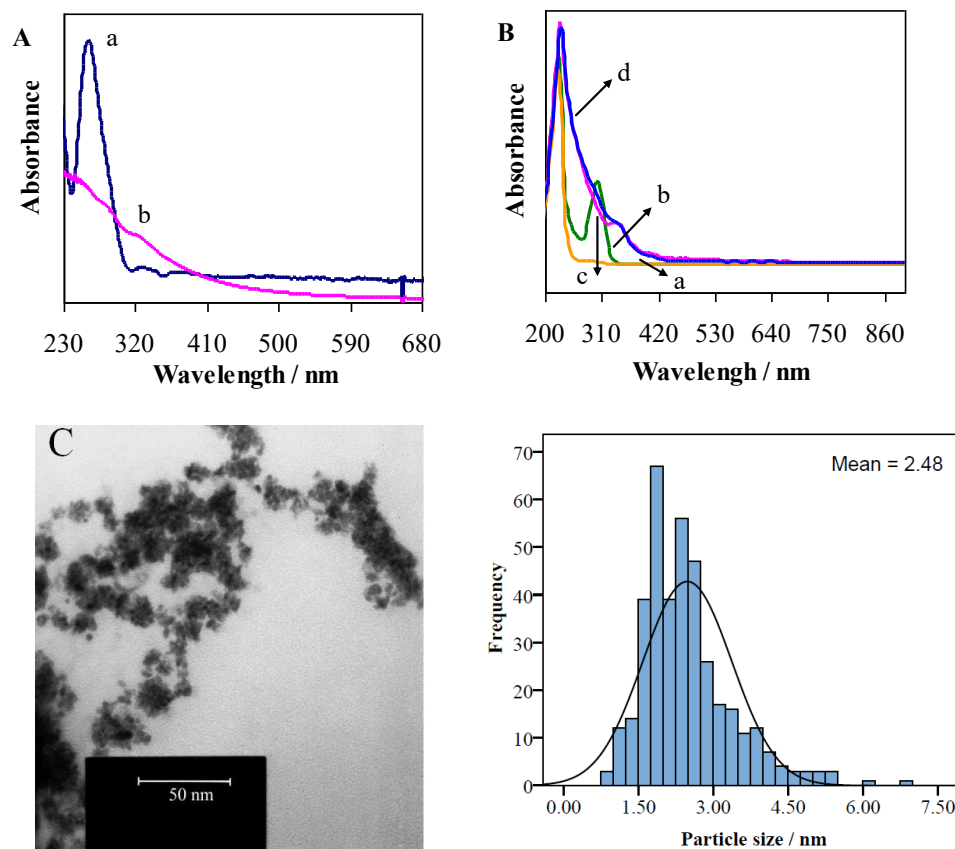 A
a
b
Absorbance
230 320 410 500 590 680
Wavelength / nm
B
d
b
c
a
Absorbance
200 310 420 530 640 750 860
Wavelengh / nm
C
50 nm
Mean = 2.48
70
60
50
40
30
20
10
0
Frequency
0.00 1.50 3.00 4.50 6.00 7.50
Particle size / nm